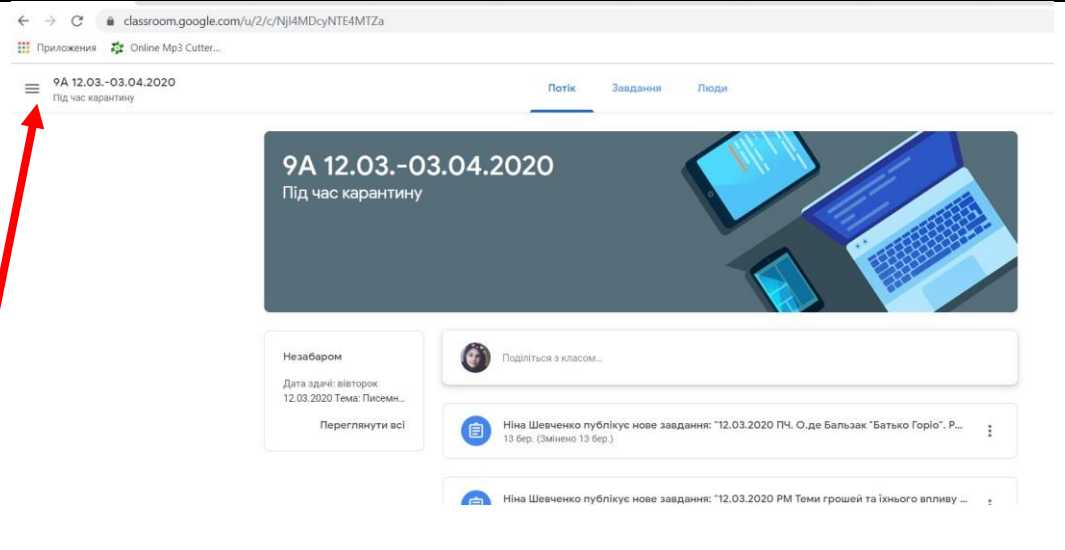 classroom.google.com/u/2/c/NjI4MDcyNTE4MTZa
Приложения Online Mp3 Cutter...
9А 12.03.-03.04.2020
Під час карантину
Потік Завдання Люди
9А 12.03.-03.04.2020
Під час карантину
Незабаром
Дата здачі: вівторок
12.03.2020 Тема: Писемн...
Переглянути всі
Поділіться з класом...
Ніна Шевченко публікує нове завдання: "12.03.2020 ПЧ. О.де Бальзак "Батько Горіо". Р...
13 бер. (Змінено 13 бер.)
Ніна Шевченко публікує нове завдання: "12.03.2020 РМ Теми грошей та їхнього впливу ...